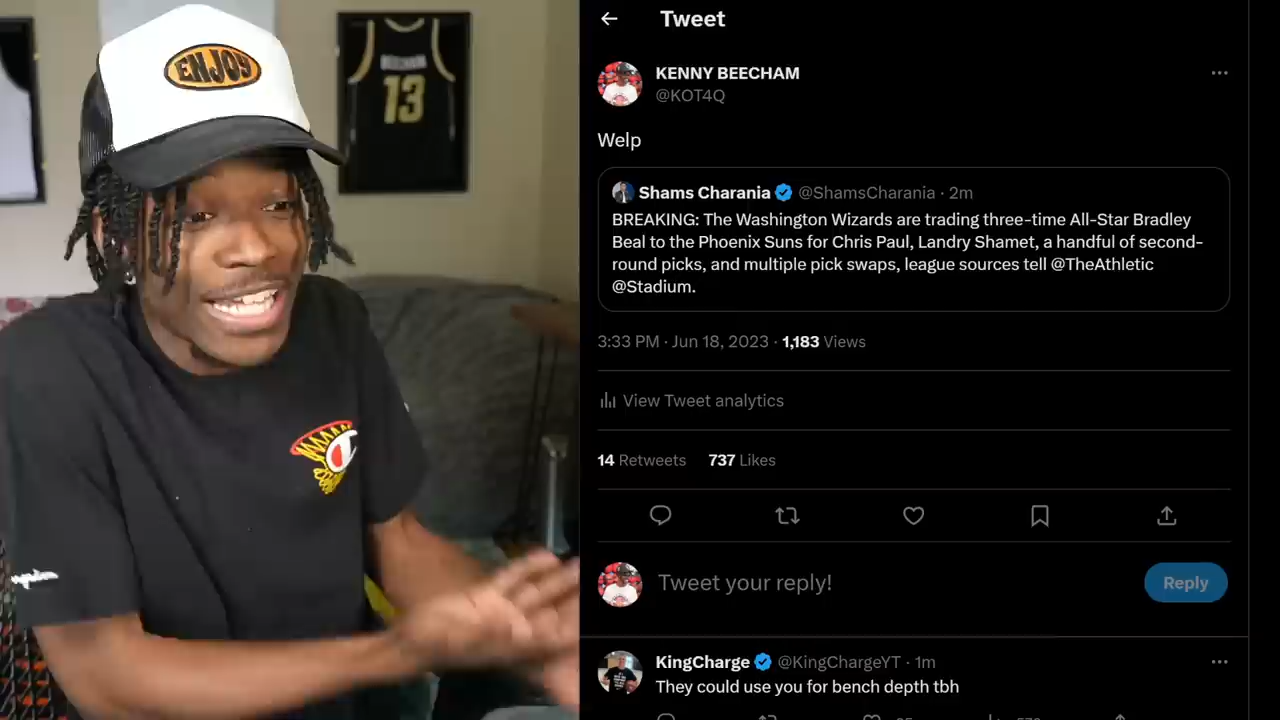 ENJOY
BEECHAM
13
Tweet
KENNY BEECHAM
@KOT4Q
Welp
Shams Charania @ShamsCharania · 2m
BREAKING: The Washington Wizards are trading three-time All-Star Bradley
Beal to the Phoenix Suns for Chris Paul, Landry Shamet, a handful of second-
round picks, and multiple pick swaps, league sources tell @TheAthletic
@Stadium.
3:33 PM · Jun 18, 2023 · 1,183 Views
View Tweet analytics
14 Retweets 737 Likes
Tweet your reply!
Reply
KingCharge @KingChargeYT · 1m
They could use you for bench depth tbh